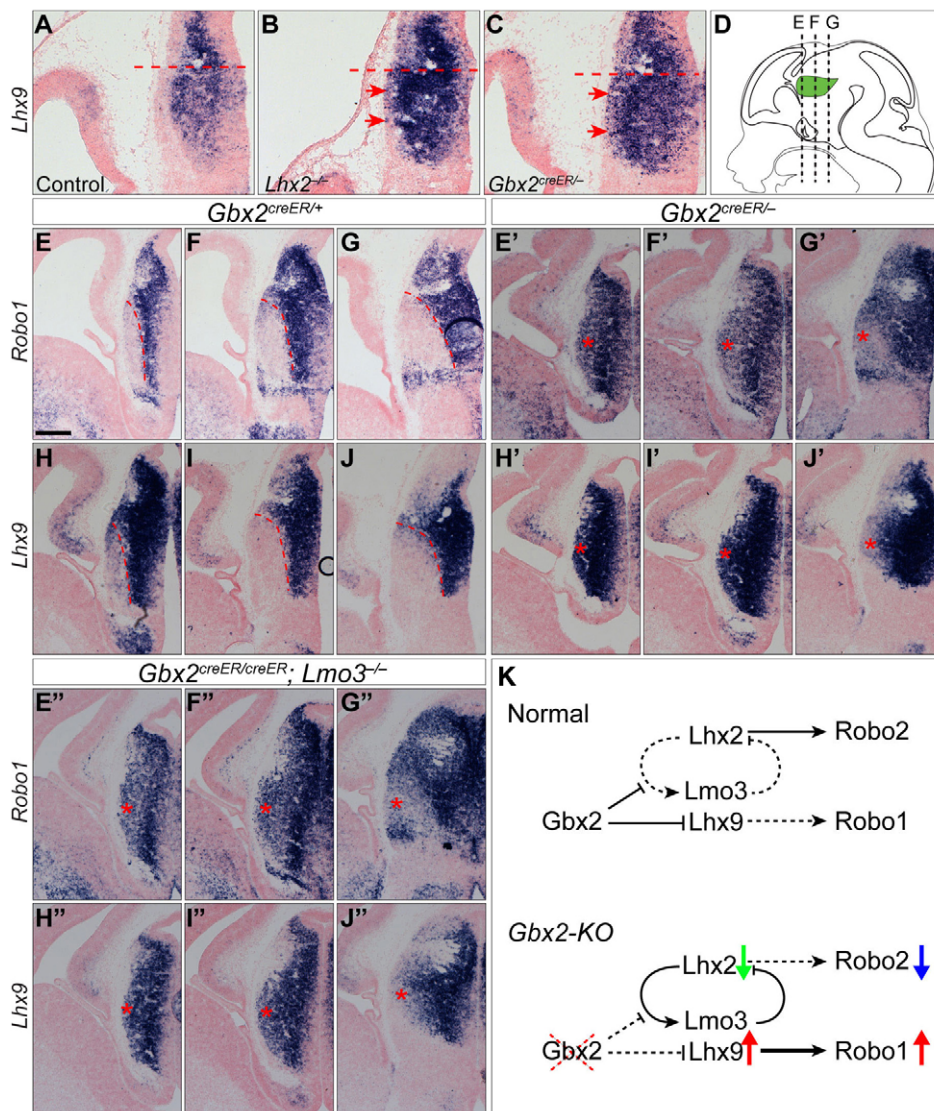 A B C D E F G
Lhx9
Control Lhx2–/– Gbx2creER/–
Gbx2creER/+ Gbx2creER/–
E F G E’ F’ G’
Robo1
H I J H’ I’ J’
Lhx9
Gbx2creER/creER; Lmo3–/–
E” F” G”
Robo1
H” I” J”
Lhx9
K
Normal
Lhx2 Robo2
Lmo3
Gbx2 Lhx9 Robo1
Gbx2-KO
Lhx2 Robo2
Lmo3
Gbx2 Lhx9 Robo1